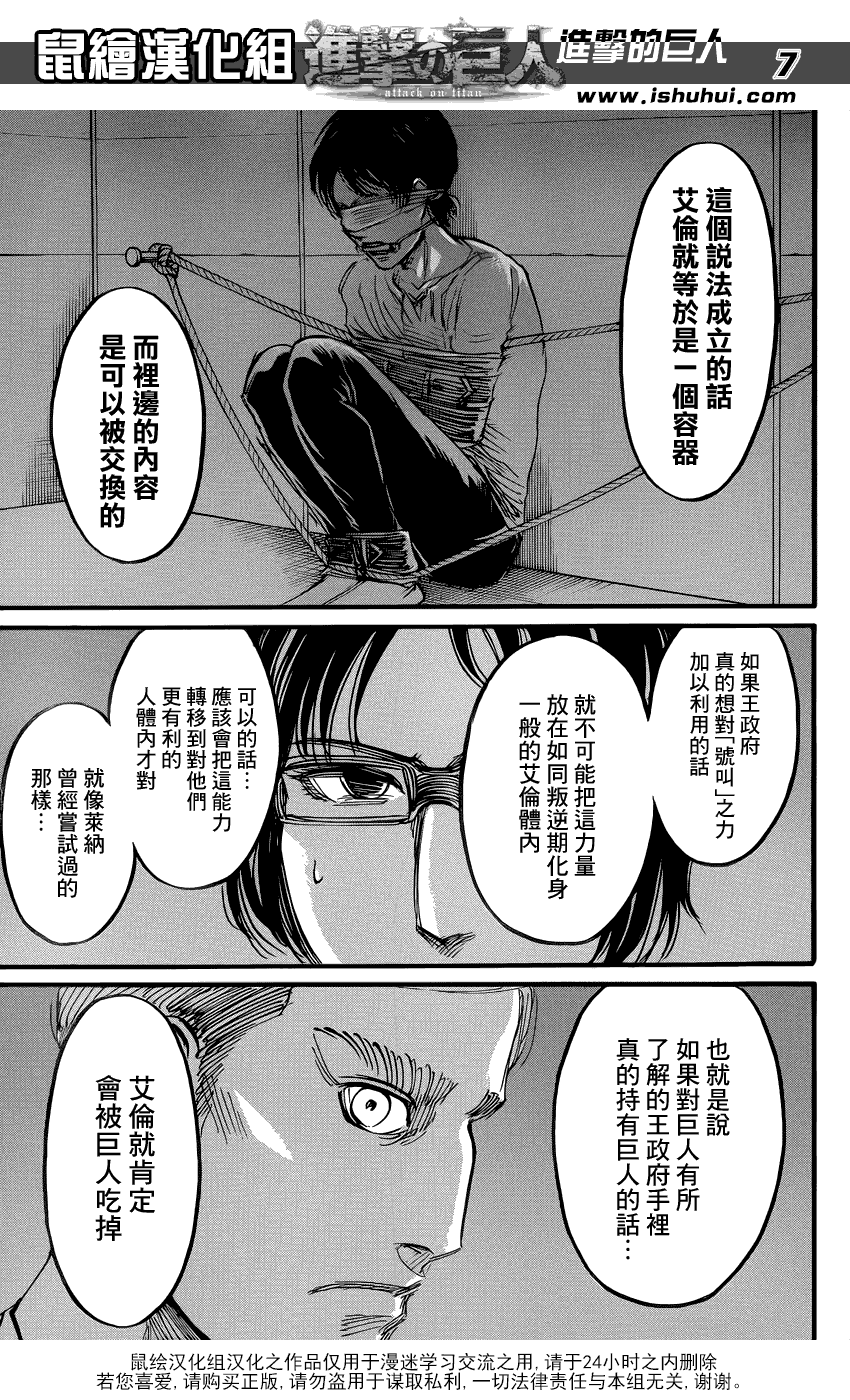 鼠繪漢化組
進撃の巨人
attack on titan
進擊的巨人
7
www.ishuhui.com
這個説法成立的話
艾倫就等於是一個容器
而裡邊的內容
是可以被交換的
如果王政府
真的想對「號叫」之力
加以利用的話
就不可能把這力量
放在如同叛逆期化身
一般的艾倫體內
可以的話…
應該會把這能力
轉移到對他們
更有利的
人體內才對
就像萊納
曾經嘗試過的
那樣…
也就是說
如果對巨人有所
了解的王政府手裡
真的持有巨人的話…
艾倫就肯定
會被巨人吃掉
鼠绘汉化组汉化之作品仅用于漫迷学习交流之用, 请于24小时之内删除
若您喜爱, 请购买正版, 请勿盗用于谋取私利, 一切法律责任与本组无关, 谢谢。